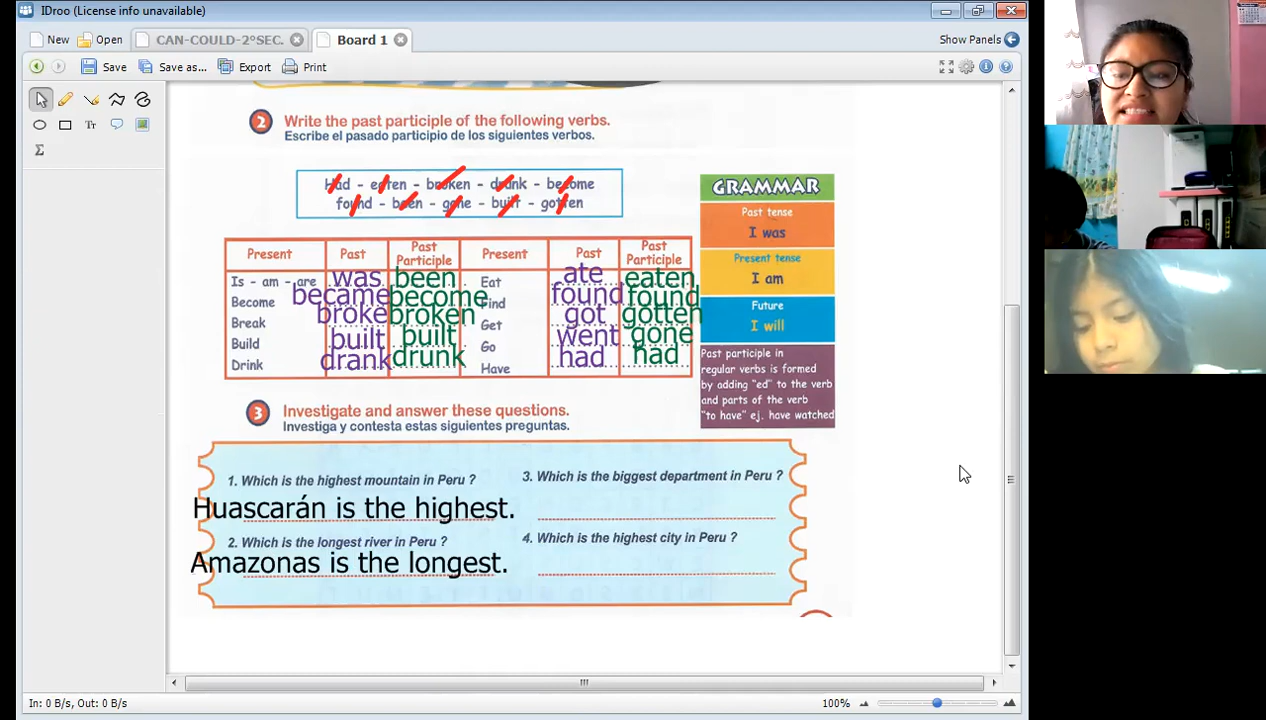 IDroo (License info unavailable)
New Open CAN-COULD-2°SEC. Board 1 Show Panels
Save Save as... Export Print
2 Write the past participle of the following verbs.
Escribe el pasado participio de los siguientes verbos.
Had - eaten - broken - drunk - become
found - been - gone - built - gotten
Present Past Past Participle Present Past Past Participle
Is - am - are was been Eat ate eaten
Become became become Find found found
Break broke broken Get got gotten
Build built built Go went gone
Drink drank drunk Have had had
GRAMMAR
Past tense
I was
Present tense
I am
Future
I will
Past participle in
regular verbs is formed
by adding "ed" to the verb
and parts of the verb
"to have" ej. have watched
3 Investigate and answer these questions.
Investiga y contesta estas siguientes preguntas.
1. Which is the highest mountain in Peru ?
Huascarán is the highest.
2. Which is the longest river in Peru ?
Amazonas is the longest.
3. Which is the biggest department in Peru ?
4. Which is the highest city in Peru ?
In: 0 B/s, Out: 0 B/s 100%